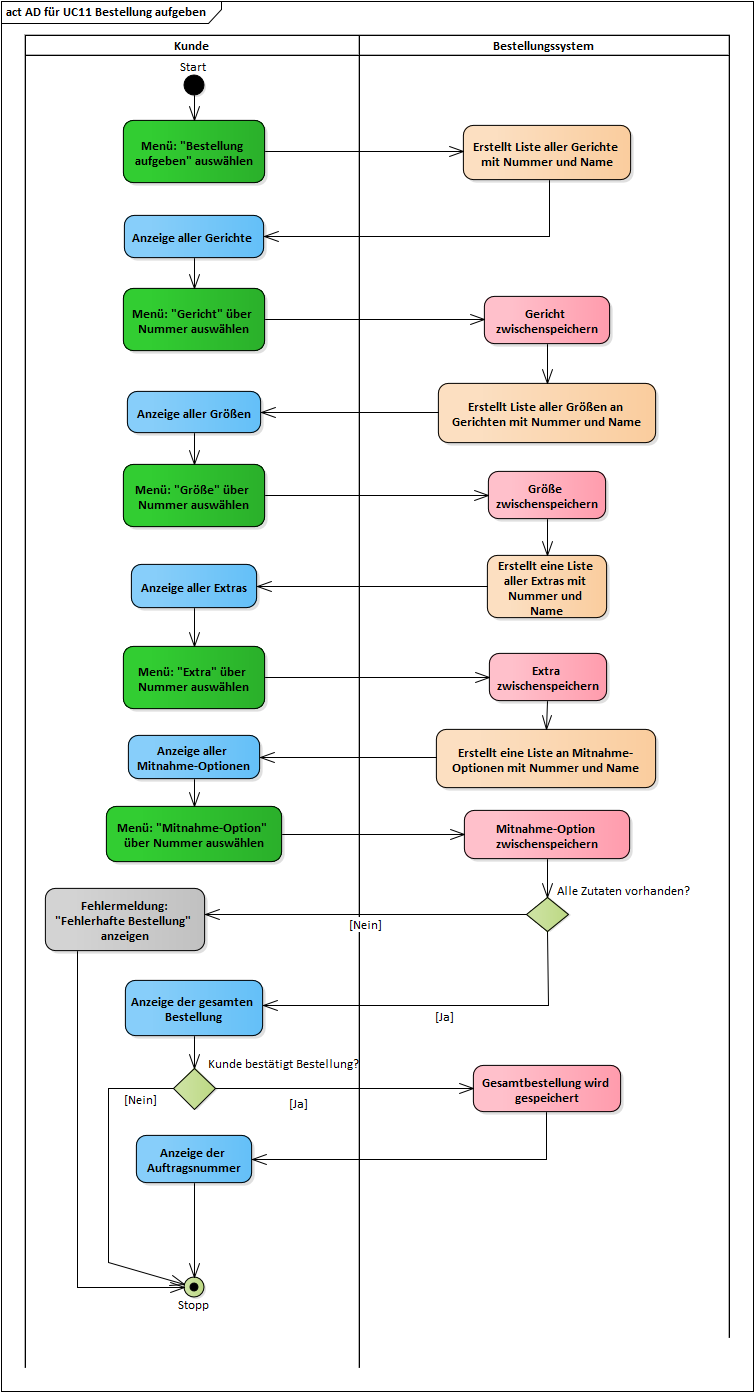 act AD für UC11 Bestellung aufgeben
Kunde
Bestellungssystem
Start
Menü: "Bestellung
aufgeben" auswählen
Erstellt Liste aller Gerichte
mit Nummer und Name
Anzeige aller Gerichte
Menü: "Gericht" über
Nummer auswählen
Gericht
zwischenspeichern
Anzeige aller Größen
Erstellt Liste aller Größen an
Gerichten mit Nummer und Name
Menü: "Größe" über
Nummer auswählen
Größe
zwischenspeichern
Anzeige aller Extras
Erstellt eine Liste
aller Extras mit
Nummer und
Name
Menü: "Extra" über
Nummer auswählen
Extra
zwischenspeichern
Anzeige aller
Mitnahme-Optionen
Erstellt eine Liste an Mitnahme-
Optionen mit Nummer und Name
Menü: "Mitnahme-Option"
über Nummer auswählen
Mitnahme-Option
zwischenspeichern
Alle Zutaten vorhanden?
Fehlermeldung:
"Fehlerhafte Bestellung"
anzeigen
[Nein]
Anzeige der gesamten
Bestellung
[Ja]
Kunde bestätigt Bestellung?
[Nein]
[Ja]
Gesamtbestellung wird
gespeichert
Anzeige der
Auftragsnummer
Stopp